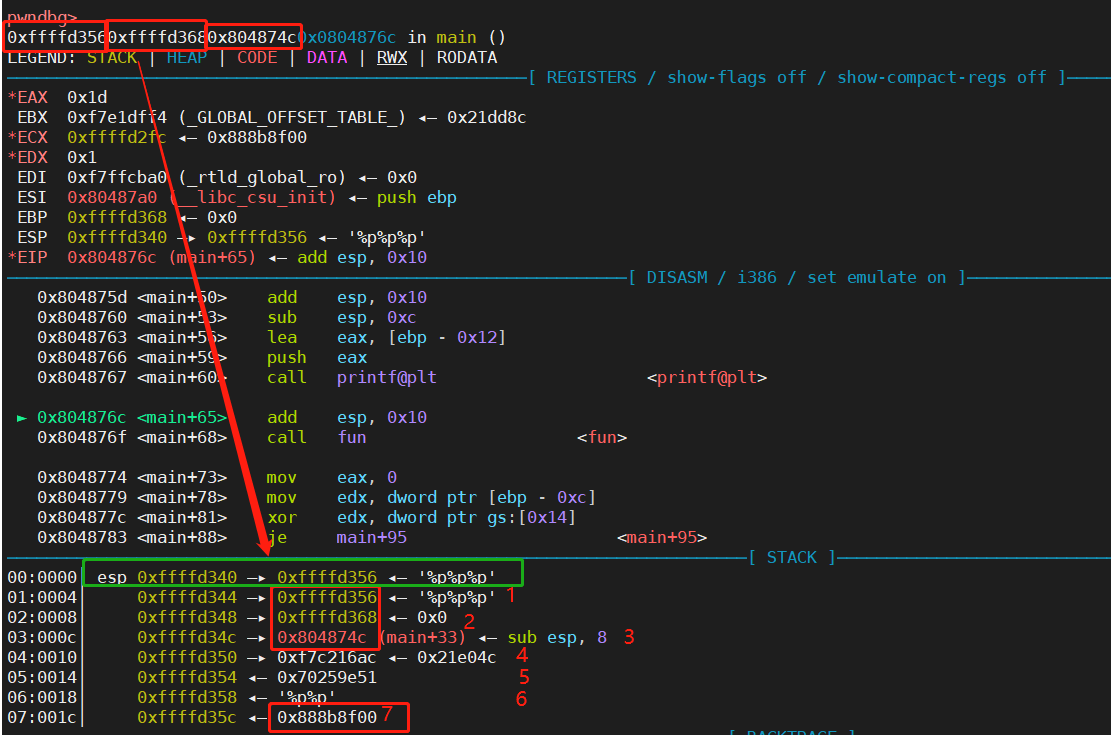 pwndbg>
0xffffd3560xffffd3680x804874c0x0804876c in main ()
LEGEND: STACK | HEAP | CODE | DATA | RWX | RODATA
[ REGISTERS / show-flags off / show-compact-regs off ]
*EAX  0x1d
 EBX  0xf7e1dff4 (_GLOBAL_OFFSET_TABLE_) ◂— 0x21dd8c
*ECX  0xffffd2fc ◂— 0x888b8f00
*EDX  0x1
 EDI  0xf7ffcba0 (_rtld_global_ro) ◂— 0x0
 ESI  0x80487a0 (__libc_csu_init) ◂— push ebp
 EBP  0xffffd368 ◂— 0x0
 ESP  0xffffd340 —▸ 0xffffd356 ◂— '%p%p%p'
*EIP  0x804876c (main+65) ◂— add esp, 0x10
[ DISASM / i386 / set emulate on ]
0x804875d <main+50>    add    esp, 0x10
0x8048760 <main+53>    sub    esp, 0xc
0x8048763 <main+56>    lea    eax, [ebp - 0x12]
0x8048766 <main+59>    push   eax
0x8048767 <main+60>    call   printf@plt    <printf@plt>
► 0x804876c <main+65>    add    esp, 0x10
0x804876f <main+68>    call   fun    <fun>
0x8048774 <main+73>    mov    eax, 0
0x8048779 <main+78>    mov    edx, dword ptr [ebp - 0xc]
0x804877c <main+81>    xor    edx, dword ptr gs:[0x14]
0x8048783 <main+88>    je     main+95    <main+95>
[ STACK ]
00:0000│ esp 0xffffd340 —▸ 0xffffd356 ◂— '%p%p%p'
01:0004│     0xffffd344 —▸ 0xffffd356 ◂— '%p%p%p' 1
02:0008│     0xffffd348 —▸ 0xffffd368 ◂— 0x0 2
03:000c│     0xffffd34c —▸ 0x804874c (main+33) ◂— sub esp, 8 3
04:0010│     0xffffd350 —▸ 0xf7c216ac ◂— 0x21e04c 4
05:0014│     0xffffd354 ◂— 0x70259e51 5
06:0018│     0xffffd358 ◂— '%p%p' 6
07:001c│     0xffffd35c ◂— 0x888b8f00 7
[ BACKTRACE ]